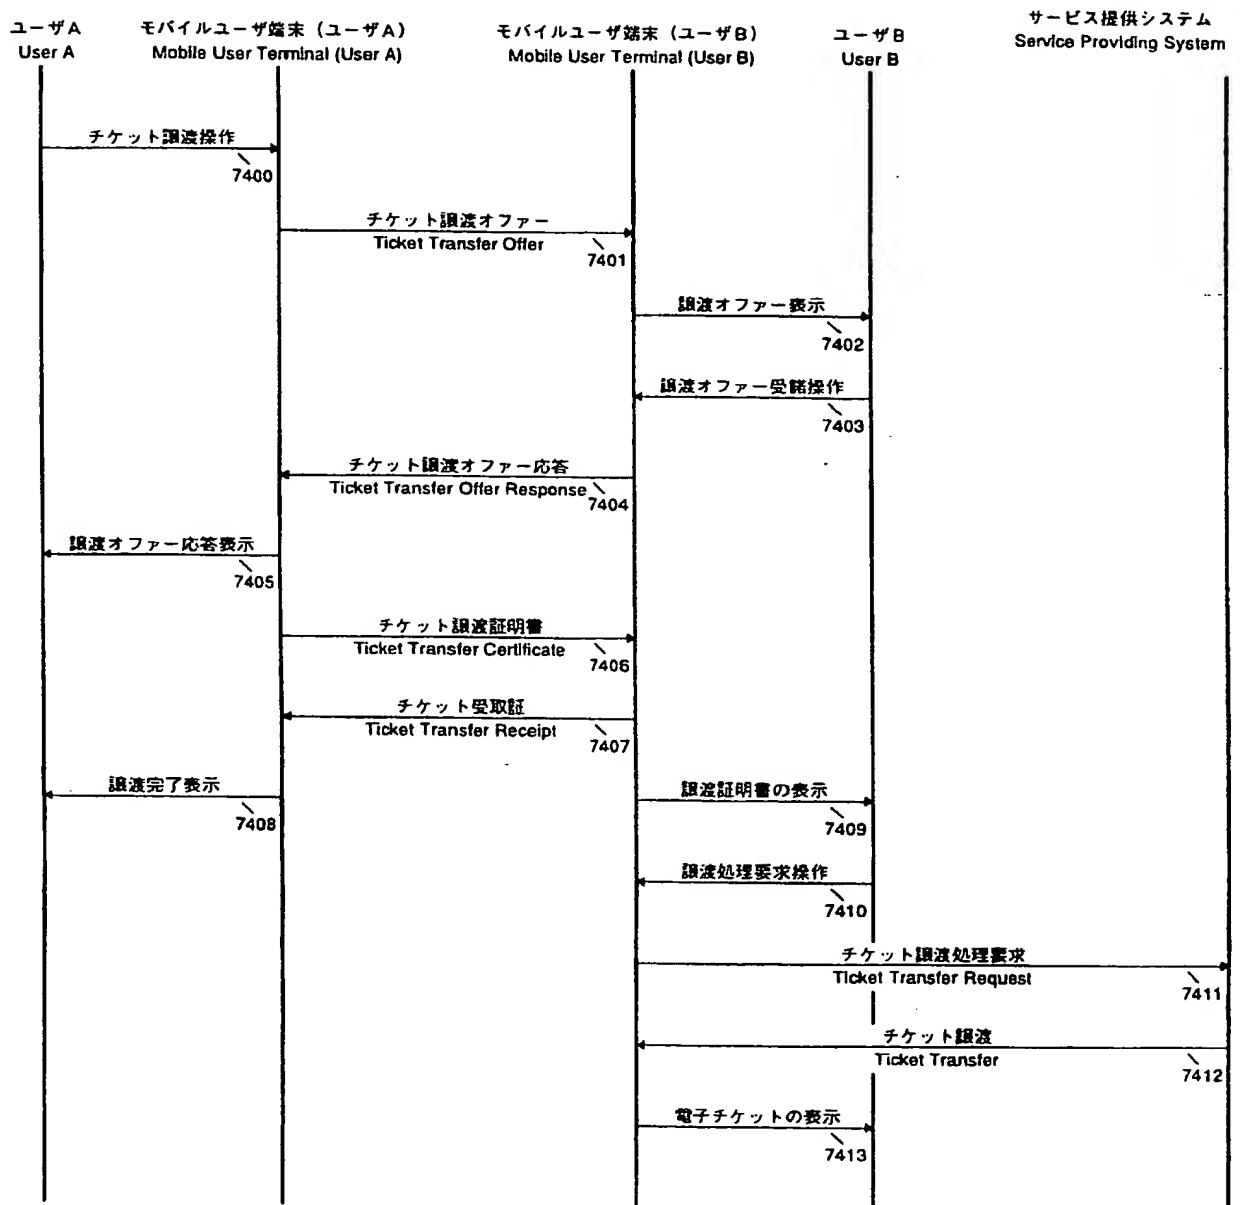 ユーザA
User A
モバイルユーザ端末（ユーザA）
Mobile User Terminal (User A)
モバイルユーザ端末（ユーザB）
Mobile User Terminal (User B)
ユーザB
User B
サービス提供システム
Service Providing System
チケット譲渡操作
7400
チケット譲渡オファー
Ticket Transfer Offer
7401
譲渡オファー表示
7402
譲渡オファー受諾操作
7403
チケット譲渡オファー応答
Ticket Transfer Offer Response
7404
譲渡オファー応答表示
7405
チケット譲渡証明書
Ticket Transfer Certificate
7406
チケット受取証
Ticket Transfer Receipt
7407
譲渡完了表示
7408
譲渡証明書の表示
7409
譲渡処理要求操作
7410
チケット譲渡処理要求
Ticket Transfer Request
7411
チケット譲渡
Ticket Transfer
7412
電子チケットの表示
7413